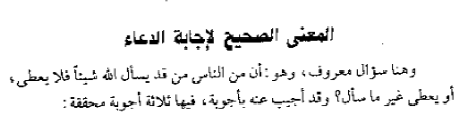 المعنى الصحيح لإجابة الدعاء
وهنا سؤال معروف، وهو: أن من الناس من قد يسأل الله شيئاً فلا يعطى،
أو يعطى غير ما سأل؟ وقد أجيب عنه بأجوبة، فيها ثلاثة أجوبة محققة: